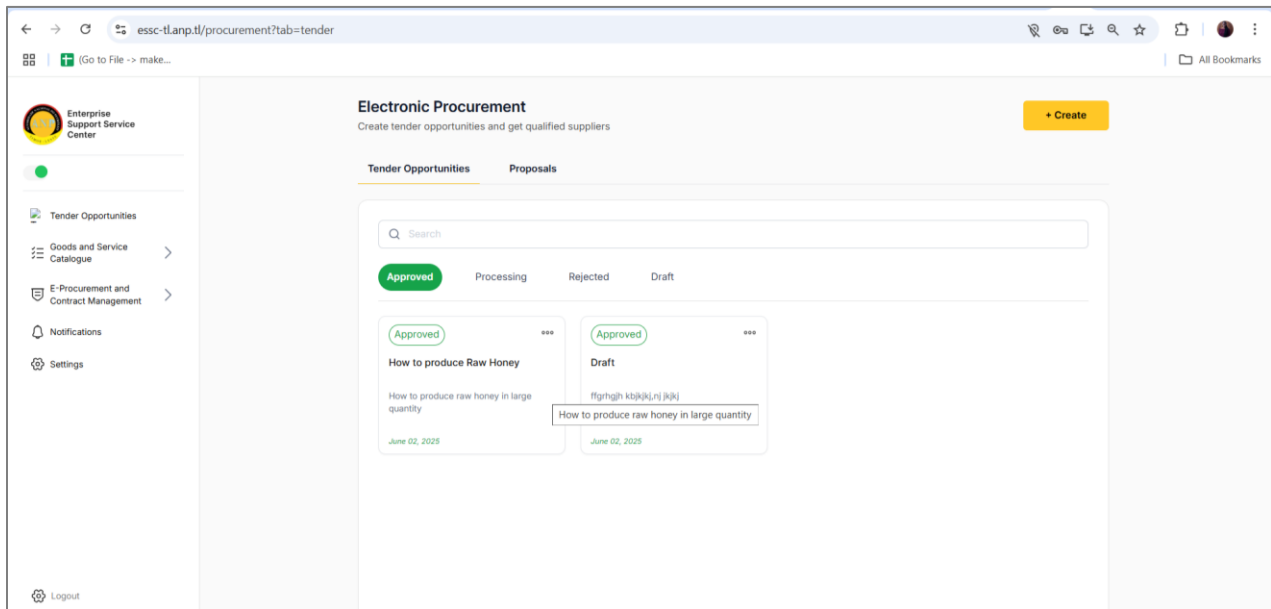 essc-tl.anp.tl/procurement?tab=tender
(Go to File -> make...
All Bookmarks
Enterprise
Support Service
Center
Tender Opportunities
Goods and Service
Catalogue
E-Procurement and
Contract Management
Notifications
Settings
Logout
Electronic Procurement
Create tender opportunities and get qualified suppliers
+ Create
Tender Opportunities
Proposals
Search
Approved
Processing
Rejected
Draft
Approved
How to produce Raw Honey
How to produce raw honey in large
quantity
June 02, 2025
Approved
Draft
ffgrhgjh kbjkjkj,nj jkjkj
How to produce raw honey in large quantity
June 02, 2025